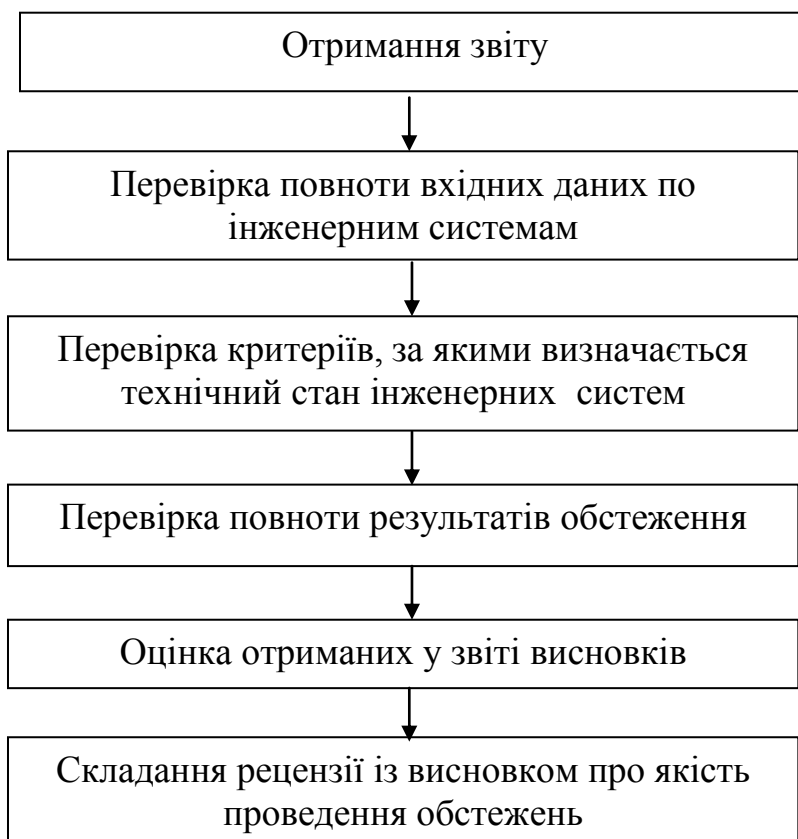 Отримання звіту
Перевірка повноти вхідних даних по
інженерним системам
Перевірка критеріїв, за якими визначається
технічний стан інженерних систем
Перевірка повноти результатів обстеження
Оцінка отриманих у звіті висновків
Складання рецензії із висновком про якість
проведення обстежень